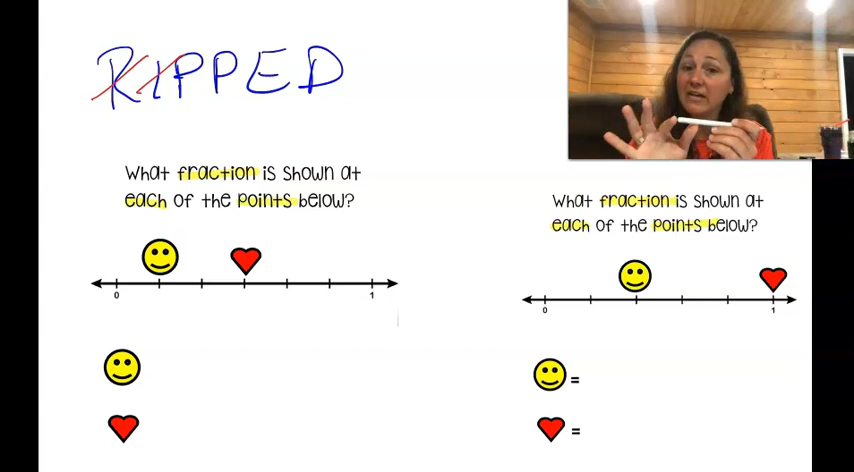 RIPPED
What fraction is shown at
each of the points below?
0 1
=
=
What fraction is shown at
each of the points below?
0 1